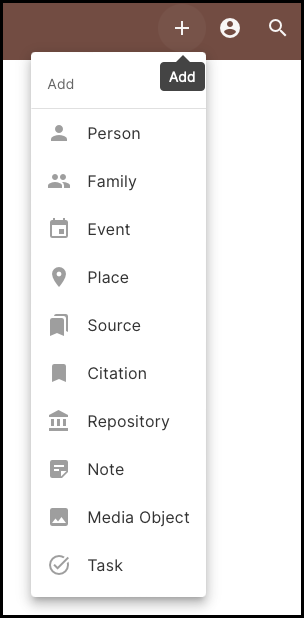 Add
Add
Person
Family
Event
Place
Source
Citation
Repository
Note
Media Object
Task